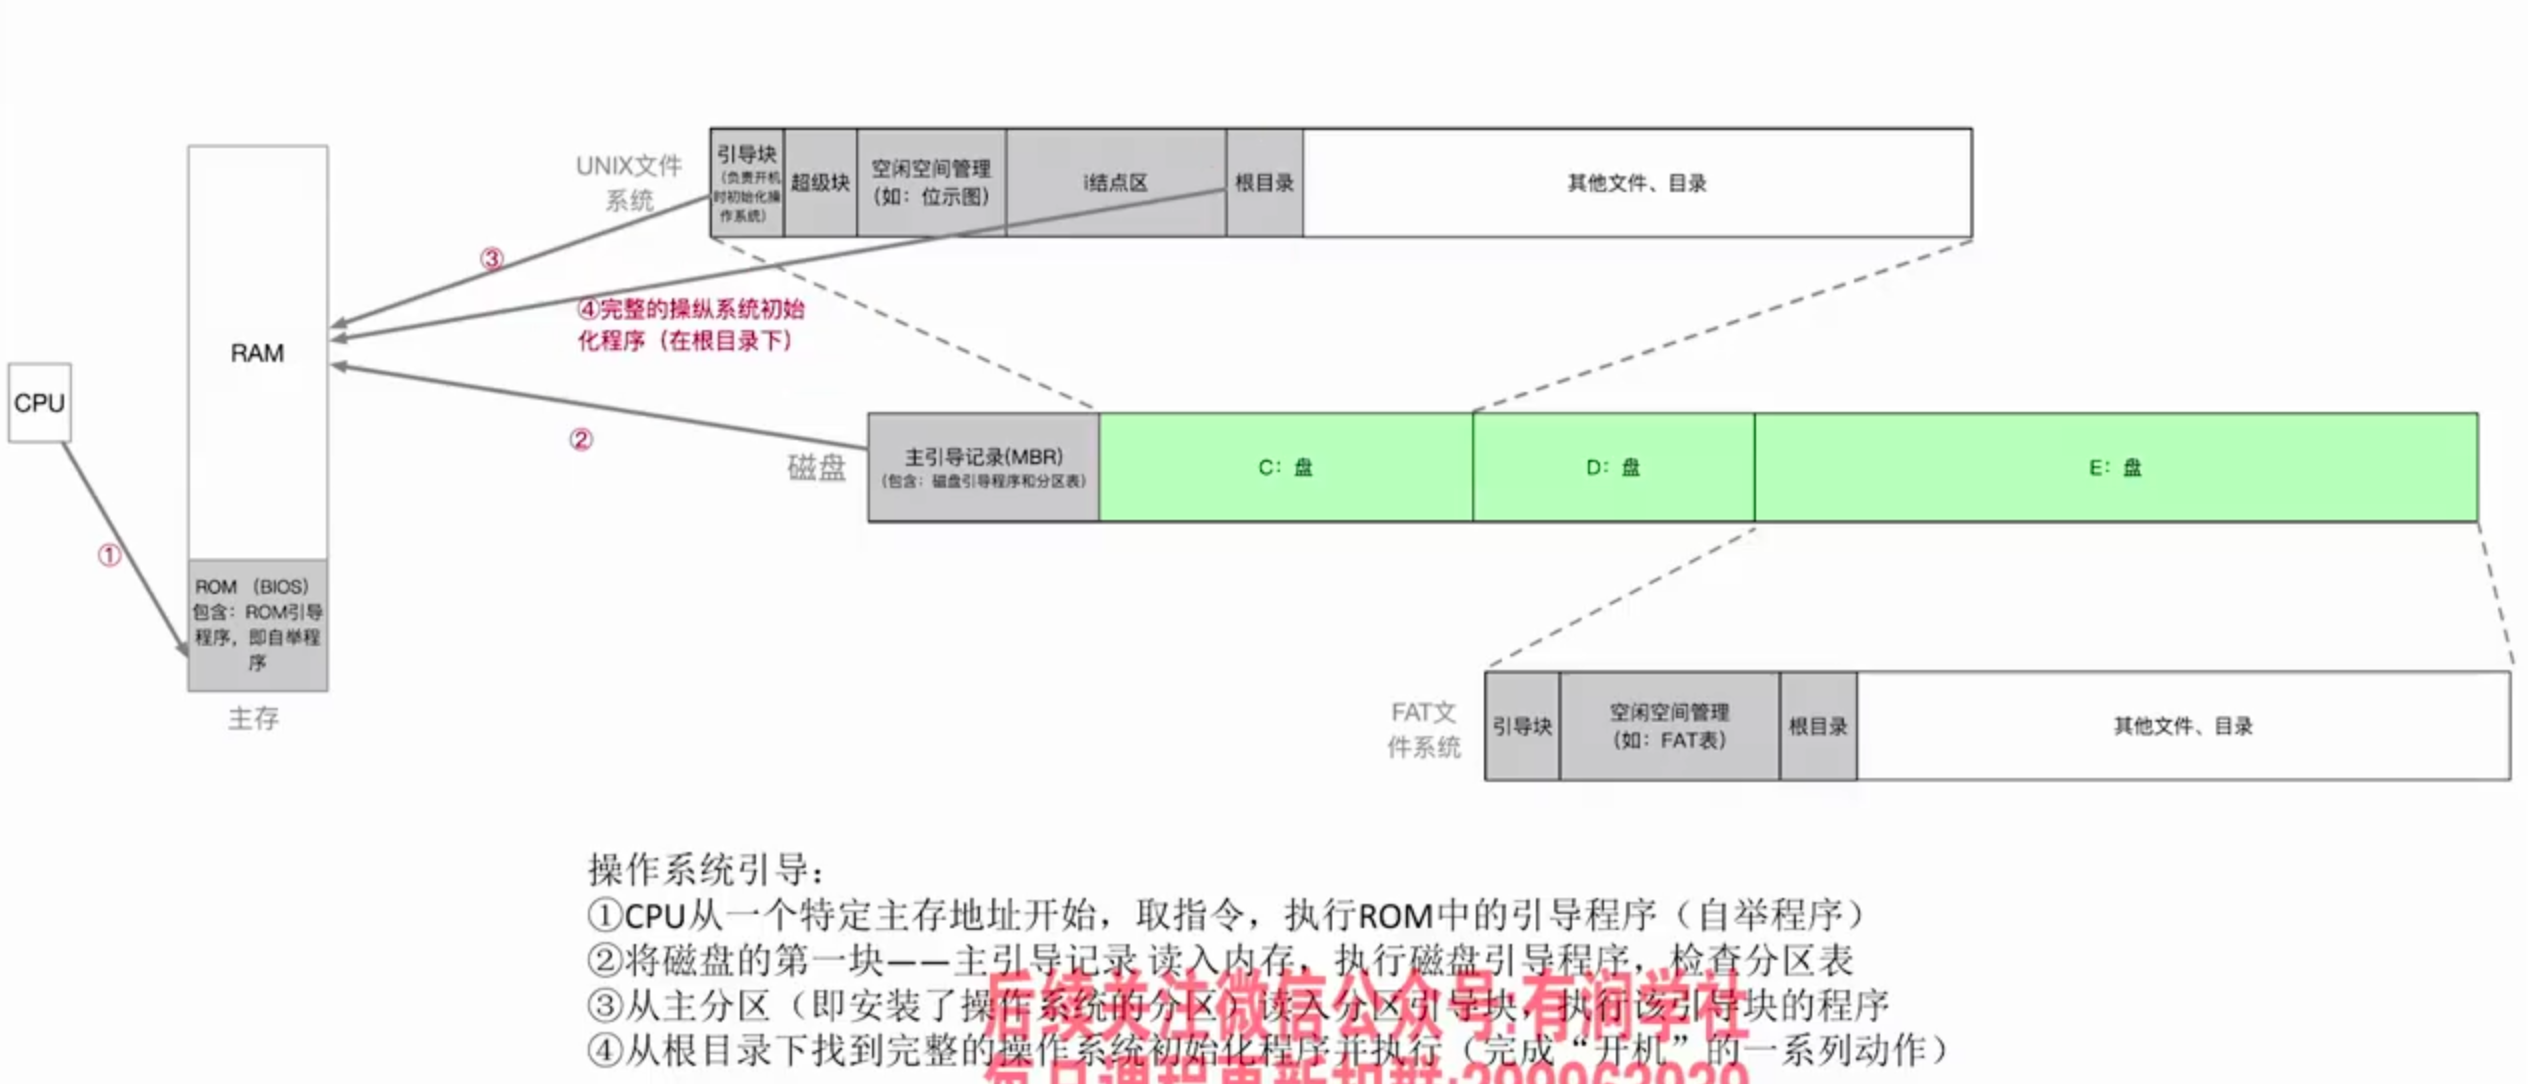 UNIX文件
系统
引导块
（负责开机
时初始化操
作系统）
超级块
空闲空间管理
（如：位示图）
i结点区
根目录
其他文件、目录
③
④完整的操纵系统初始
化程序（在根目录下）
RAM
CPU
②
磁盘
主引导记录(MBR)
（包含：磁盘引导程序和分区表）
C：盘
D：盘
E：盘
①
ROM （BIOS）
包含：ROM引导
程序，即自举程
序
主存
FAT文
件系统
引导块
空闲空间管理
（如：FAT表）
根目录
其他文件、目录
操作系统引导：
①CPU从一个特定主存地址开始，取指令，执行ROM中的引导程序（自举程序）
②将磁盘的第一块——主引导记录 读入内存，执行磁盘引导程序，检查分区表
③从主分区（即安装了操作系统的分区）读入分区引导块，执行该引导块的程序
④从根目录下找到完整的操作系统初始化程序并执行（完成“开机”的一系列动作）
后续关注微信公众号:有润学社